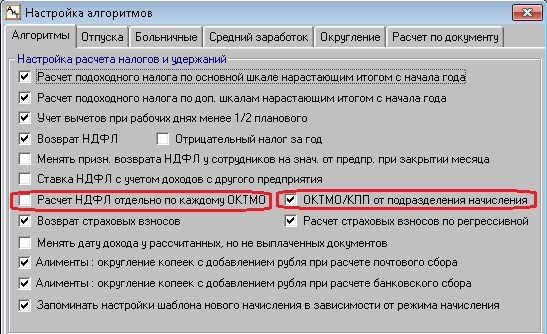 Настройка алгоритмов
Алгоритмы Отпуска Больничные Средний заработок Округление Расчет по документу
Настройка расчета налогов и удержаний
Расчет подоходного налога по основной шкале нарастающим итогом с начала года
Расчет подоходного налога по доп. шкалам нарастающим итогом с начала года
Учет вычетов при рабочих днях менее 1/2 планового
Возврат НДФЛ Отрицательный налог за год
Менять призн. возврата НДФЛ у сотрудников на знач. от предпр. при закрытии месяца
Ставка НДФЛ с учетом доходов с другого предприятия
Расчет НДФЛ отдельно по каждому ОКТМО ОКТМО/КПП от подразделения начисления
Возврат страховых взносов Расчет страховых взносов по регрессивной
Менять дату дохода у рассчитанных, но не выплаченных документов
Алименты : округление копеек с добавлением рубля при расчете почтового сбора
Алименты : округление копеек с добавлением рубля при расчете банковского сбора
Запоминать настройки шаблона нового начисления в зависимости от режима начисления